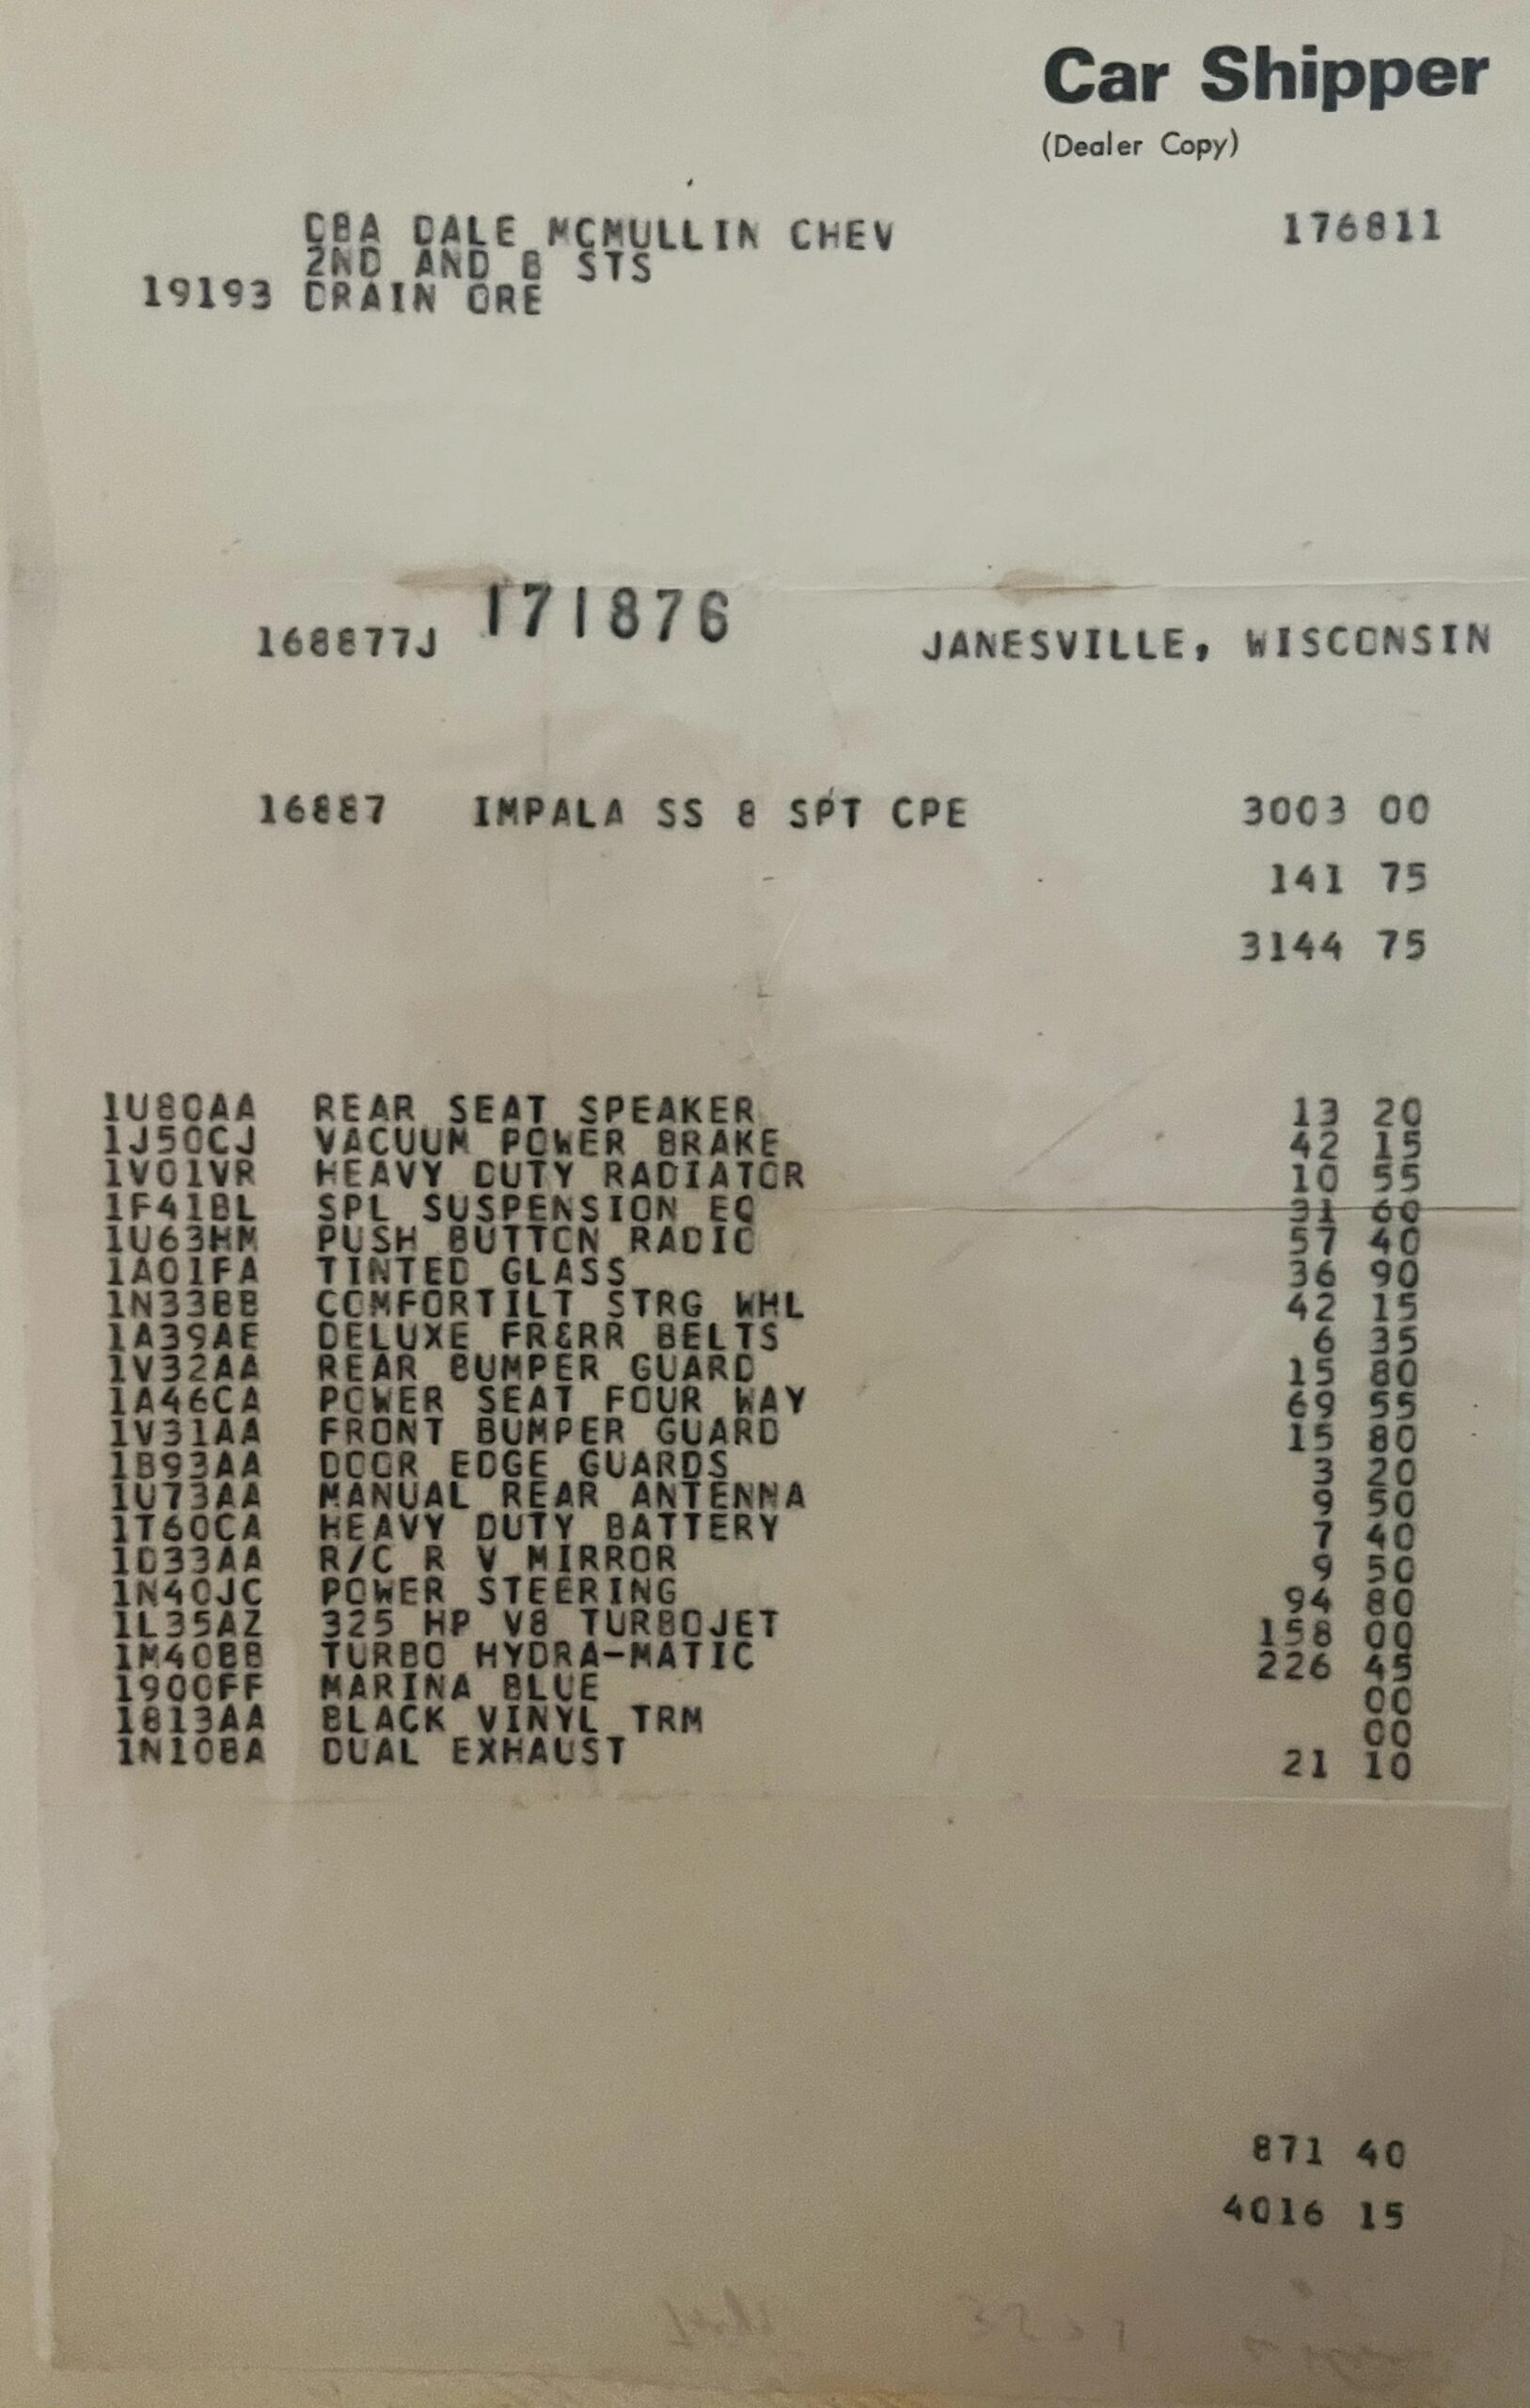 Car Shipper
(Dealer Copy)
DBA DALE MCMULLIN CHEV 176811
2ND AND B STS
19193 DRAIN ORE
168877J 171876 JANESVILLE, WISCONSIN
16887 IMPALA SS 8 SPT CPE 3003 00
141 75
3144 75
1U80AA REAR SEAT SPEAKER 13 20
1J50CJ VACUUM POWER BRAKE 42 15
1V01VR HEAVY DUTY RADIATOR 10 55
1F41BL SPL SUSPENSION EQ 31 60
1U63HM PUSH BUTTON RADIO 57 40
1A01FA TINTED GLASS 36 90
1N33BB COMFORTILT STRG WHL 42 15
1A39AE DELUXE FR&RR BELTS 6 35
1V32AA REAR BUMPER GUARD 15 80
1A46CA POWER SEAT FOUR WAY 69 55
1V31AA FRONT BUMPER GUARD 15 80
1B93AA DOOR EDGE GUARDS 3 20
1U73AA MANUAL REAR ANTENNA 9 50
1T60CA HEAVY DUTY BATTERY 7 40
1D33AA R/C R V MIRROR 9 50
1N40JC POWER STEERING 94 80
1L35AZ 325 HP V8 TURBOJET 158 00
1M40BB TURBO HYDRA-MATIC 226 45
1900FF MARINA BLUE 00
1813AA BLACK VINYL TRM 00
1N10BA DUAL EXHAUST 21 10
871 40
4016 15